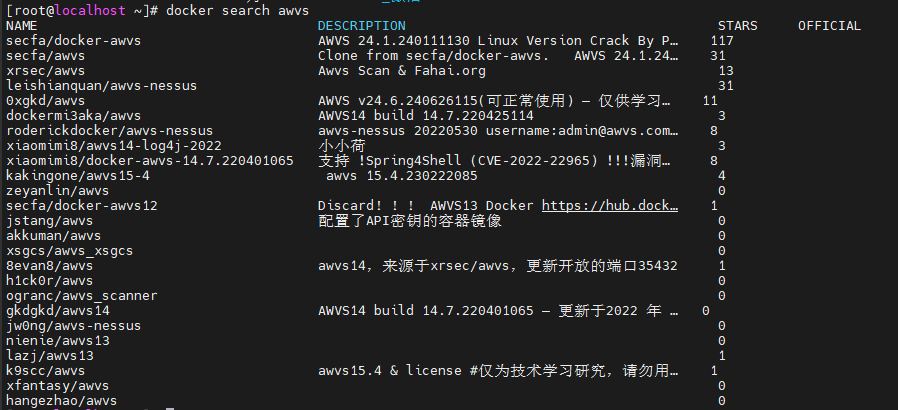 [root@localhost ~]# docker search awvs
NAME DESCRIPTION STARS OFFICIAL
secfa/docker-awvs AWVS 24.1.240111130 Linux Version Crack By P… 117
secfa/awvs Clone from secfa/docker-awvs. AWVS 24.1.24… 31
xrsec/awvs Awvs Scan & Fahai.org 13
leishianquan/awvs-nessus 31
0xgkd/awvs AWVS v24.6.240626115(可正常使用) – 仅供学习… 11
dockermi3aka/awvs AWVS14 build 14.7.220425114 3
roderickdocker/awvs-nessus awvs-nessus 20220530 username:admin@awvs.com… 8
xiaomimi8/awvs14-log4j-2022 小小荷 3
xiaomimi8/docker-awvs-14.7.220401065 支持 !Spring4Shell (CVE-2022-22965) !!!漏洞… 8
kakingone/awvs15-4 awvs 15.4.230222085 4
zeyanlin/awvs 0
secfa/docker-awvs12 Discard！！！ AWVS13 Docker https://hub.dock… 1
jstang/awvs 配置了API密钥的容器镜像 0
akkuman/awvs 0
xsgcs/awvs_xsgcs 0
8evan8/awvs awvs14，来源于xrsec/awvs，更新开放的端口35432 1
h1ck0r/awvs 0
ogranc/awvs_scanner 0
gkdgkd/awvs14 AWVS14 build 14.7.220401065 – 更新于2022 年 … 0
jw0ng/awvs-nessus 0
nienie/awvs13 0
lazj/awvs13 1
k9scc/awvs awvs15.4 & license #仅为技术学习研究，请勿用… 1
xfantasy/awvs 0
hangezhao/awvs 0